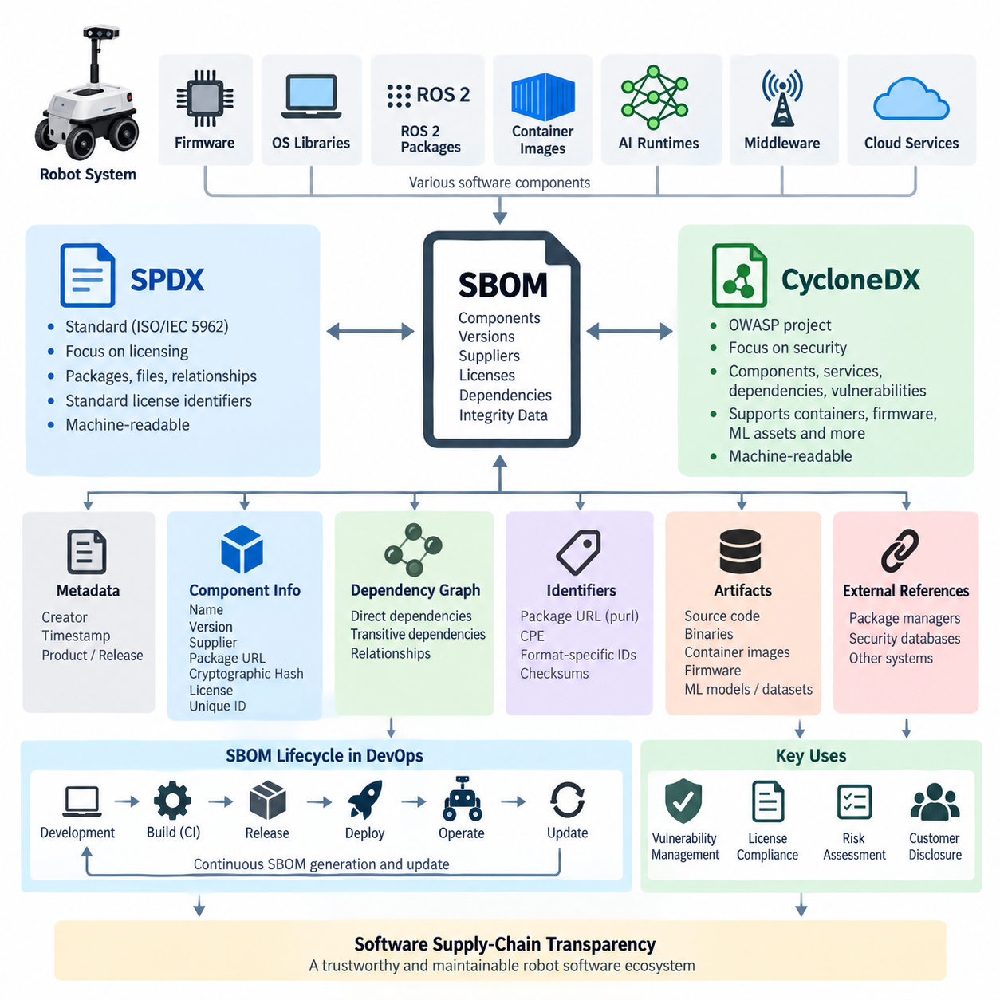 Robot System
Firmware
OS Libraries
ROS 2
ROS 2
Packages
Container
Images
AI Runtimes
Middleware
Cloud Services
Various software components
SPDX
Standard (ISO/IEC 5962)
Focus on licensing
Packages, files, relationships
Standard license identifiers
Machine-readable
SBOM
Components
Versions
Suppliers
Licenses
Dependencies
Integrity Data
CycloneDX
OWASP project
Focus on security
Components, services,
dependencies, vulnerabilities
Supports containers, firmware,
ML assets and more
Machine-readable
Metadata
Creator
Timestamp
Product / Release
Component Info
Name
Version
Supplier
Package URL
Cryptographic Hash
License
Unique ID
Dependency Graph
Direct dependencies
Transitive dependencies
Relationships
Identifiers
Package URL (purl)
CPE
Format-specific IDs
Checksums
Artifacts
Source code
Binaries
Container images
Firmware
ML models / datasets
External References
Package managers
Security databases
Other systems
SBOM Lifecycle in DevOps
Development
Build (CI)
Release
Deploy
Operate
Update
Continuous SBOM generation and update
Key Uses
Vulnerability
Management
License
Compliance
Risk
Assessment
Customer
Disclosure
Software Supply-Chain Transparency
A trustworthy and maintainable robot software ecosystem